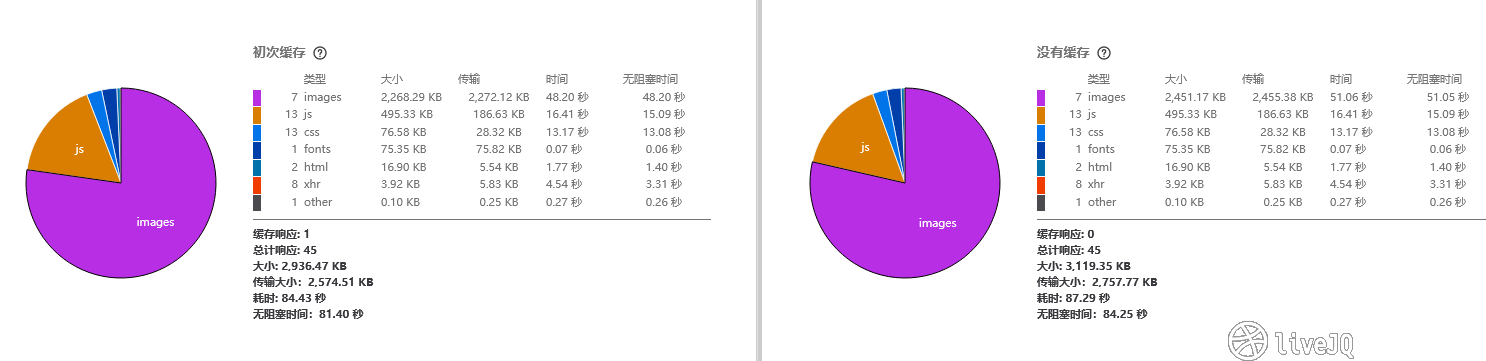 初次缓存 ?
类型 大小 传输 时间 无阻塞时间
7 images 2,268.29 KB 2,272.12 KB 48.20 秒 48.20 秒
13 js 495.33 KB 186.63 KB 16.41 秒 15.09 秒
13 css 76.58 KB 28.32 KB 13.17 秒 13.08 秒
1 fonts 75.35 KB 75.82 KB 0.07 秒 0.06 秒
2 html 16.90 KB 5.54 KB 1.77 秒 1.40 秒
8 xhr 3.92 KB 5.83 KB 4.54 秒 3.31 秒
1 other 0.10 KB 0.25 KB 0.27 秒 0.26 秒
js
images
缓存响应: 1
总计响应: 45
大小: 2,936.47 KB
传输大小: 2,574.51 KB
耗时: 84.43 秒
无阻塞时间: 81.40 秒
没有缓存 ?
类型 大小 传输 时间 无阻塞时间
7 images 2,451.17 KB 2,455.38 KB 51.06 秒 51.05 秒
13 js 495.33 KB 186.63 KB 16.41 秒 15.09 秒
13 css 76.58 KB 28.32 KB 13.17 秒 13.08 秒
1 fonts 75.35 KB 75.82 KB 0.07 秒 0.06 秒
2 html 16.90 KB 5.54 KB 1.77 秒 1.40 秒
8 xhr 3.92 KB 5.83 KB 4.54 秒 3.31 秒
1 other 0.10 KB 0.25 KB 0.27 秒 0.26 秒
js
images
缓存响应: 0
总计响应: 45
大小: 3,119.35 KB
传输大小: 2,757.77 KB
耗时: 87.29 秒
无阻塞时间: 84.25 秒
liveJQ